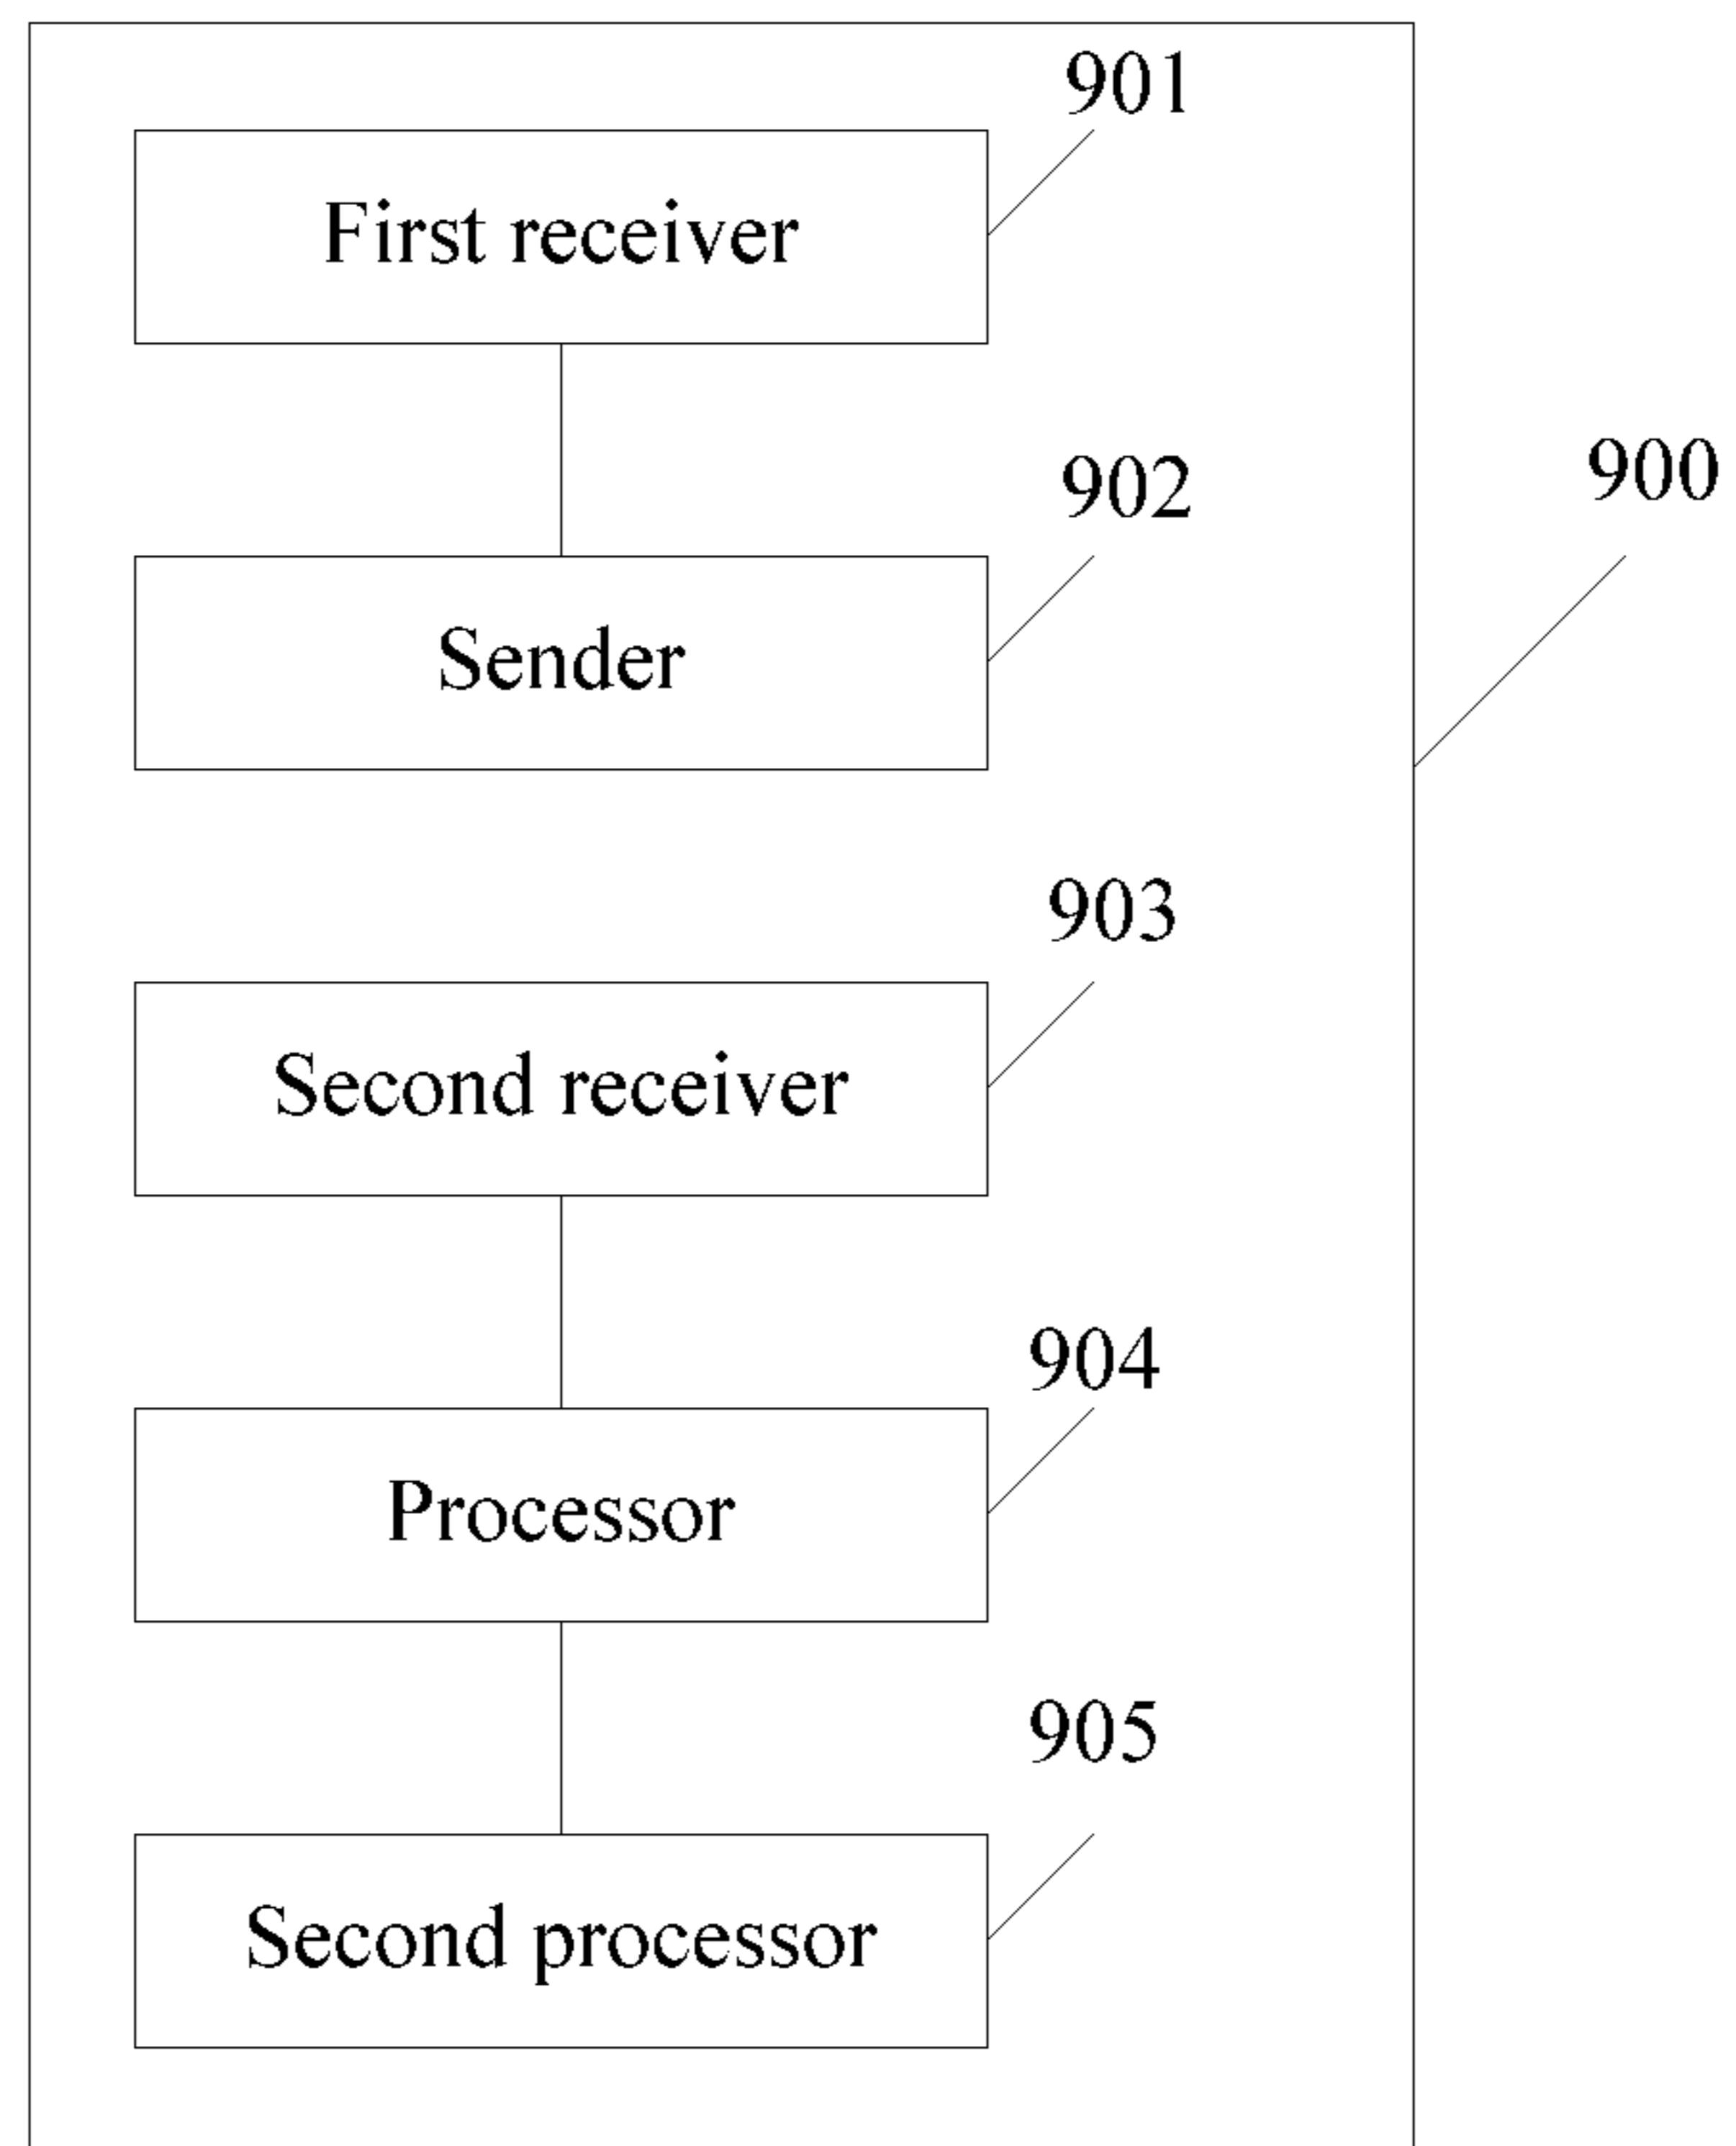 901
First receiver
902
900
Sender
903
Second receiver
904
Processor
905
Second processor